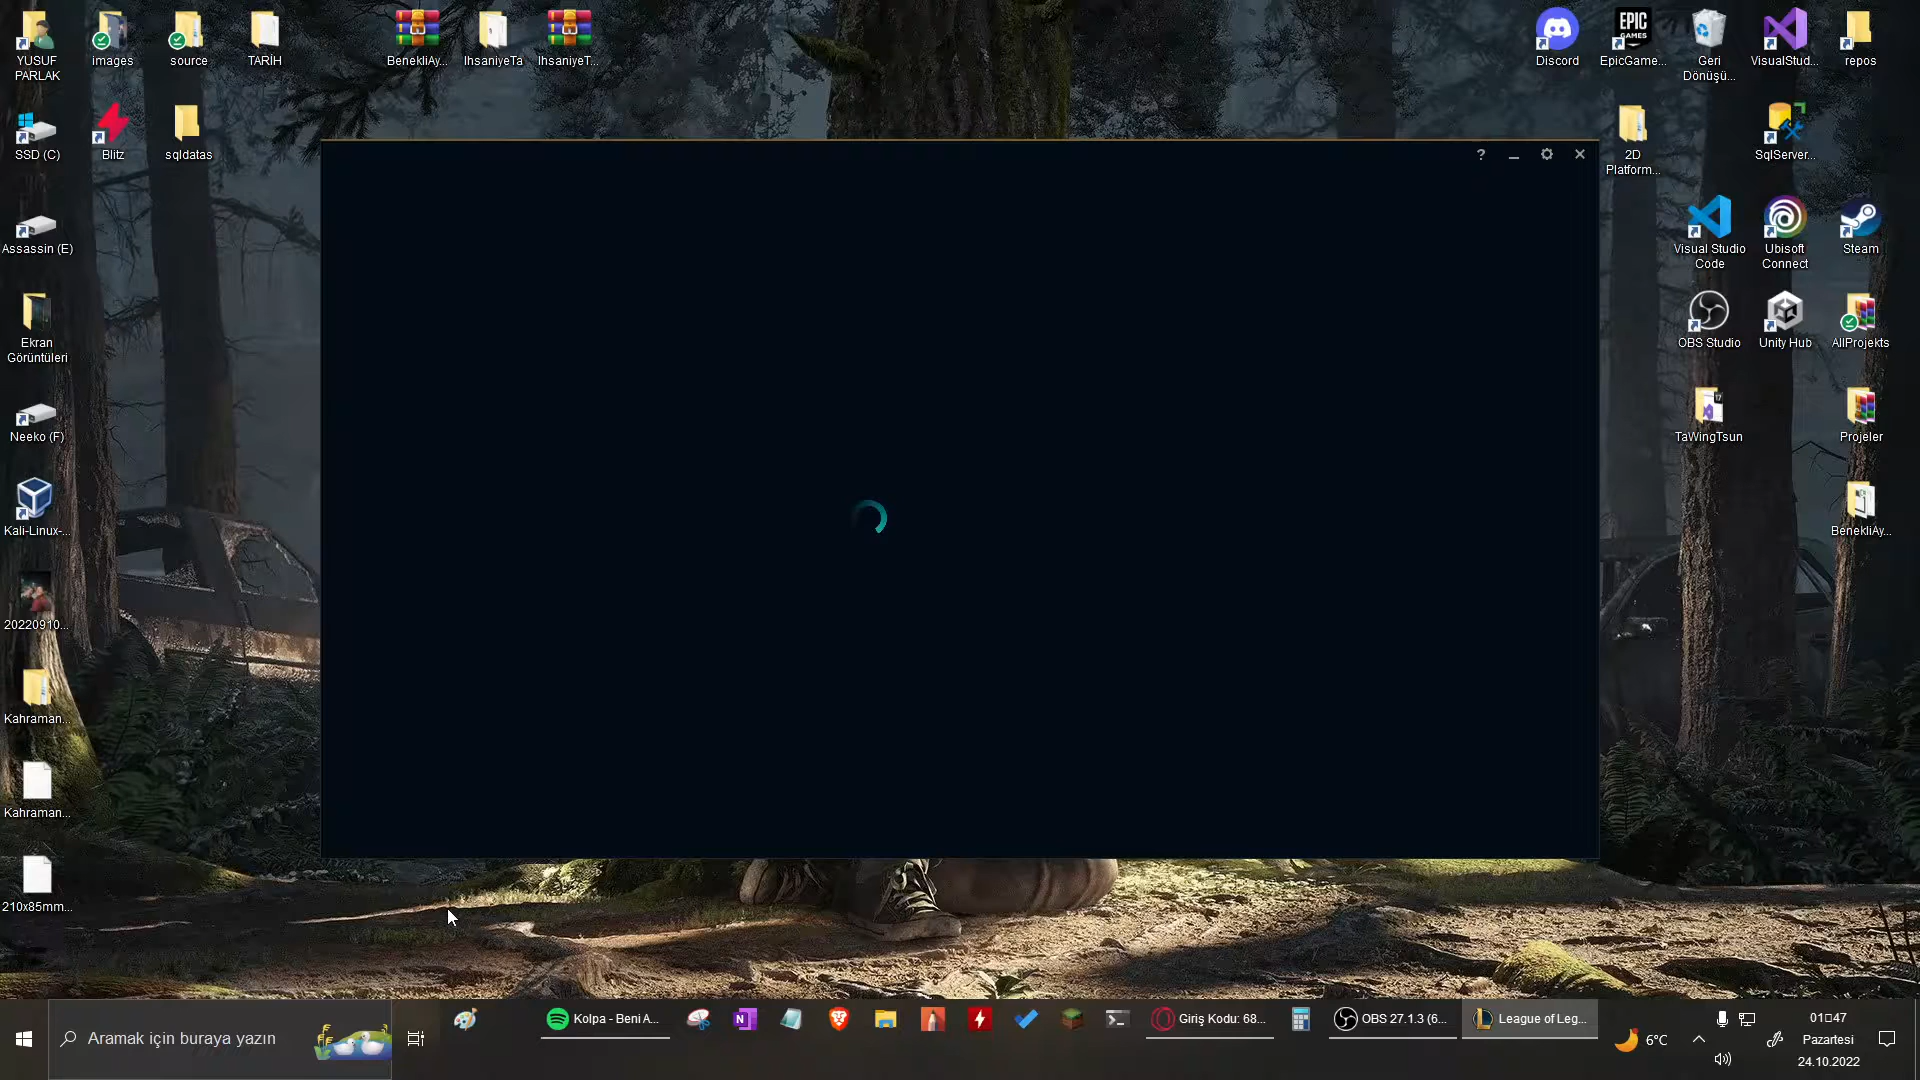 YUSUF
PARLAK
images
source
TARİH
BenekliAy...
IhsaniyeTa
IhsaniyeT...
Discord
EPIC
GAMES
EpicGame...
Geri
Dönüşü...
VisualStud...
repos
SSD (C)
Blitz
sqldatas
2D
Platform...
SqlServer...
?
Assassin (E)
Visual Studio
Code
Ubisoft
Connect
Steam
Ekran
Görüntüleri
OBS Studio
Unity Hub
AllProjekts
Neeko (F)
17
TaWingTsun
Projeler
Kali-Linux-...
BenekliAy...
20220910...
Kahraman...
Kahraman...
210x85mm...
Aramak için buraya yazın
Kolpa - Beni A...
N
Giriş Kodu: 68...
OBS 27.1.3 (6...
League of Leg...
6°C
01□47
Pazartesi
24.10.2022